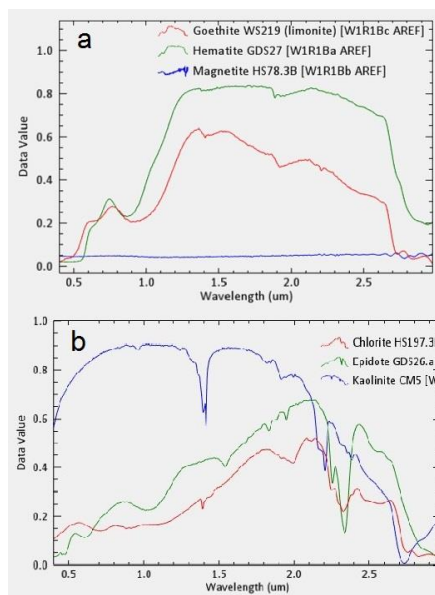 a
Goethite WS219 (limonite) [W1R1Bc AREF]
Hematite GDS27 [W1R1Ba AREF]
Magnetite HS78.3B [W1R1Bb AREF]
Data Value
1.0
0.8
0.6
0.4
0.2
0.0
0.5 1.0 1.5 2.0 2.5
Wavelength (um)
b
Chlorite HS197.3
Epidote GDS26.a
Kaolinite CM5 [W
Data Value
1.0
0.8
0.6
0.4
0.2
0.0
0.5 1.0 1.5 2.0 2.5
Wavelength (um)